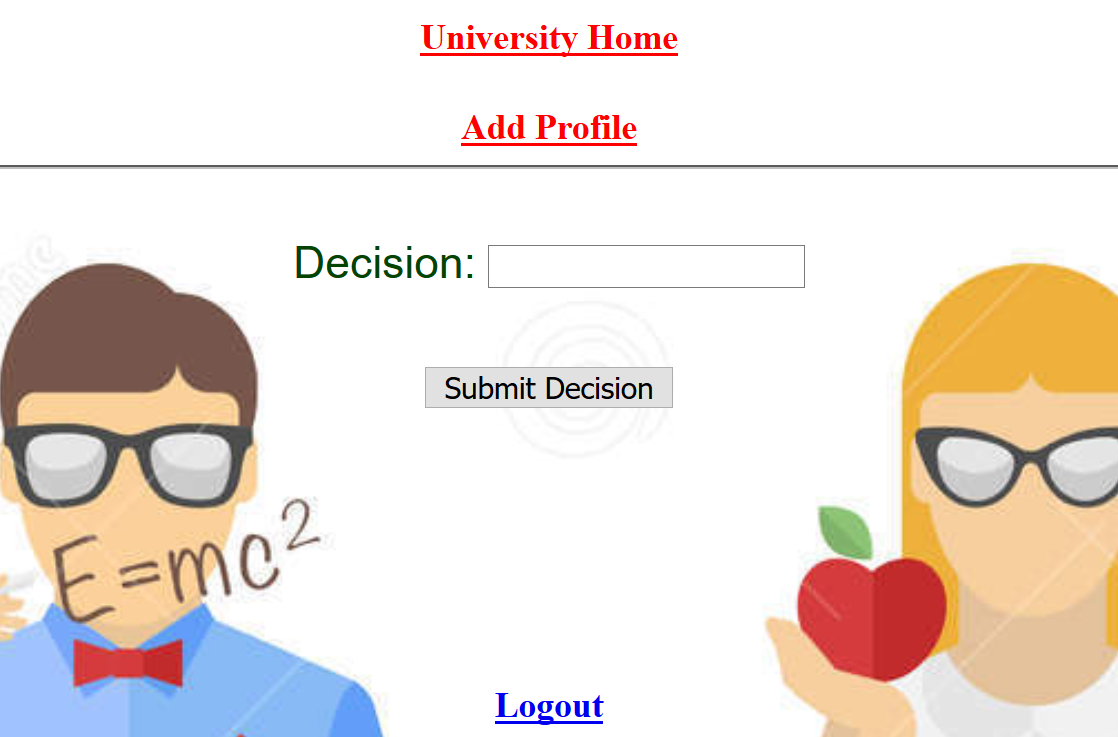 University Home
Add Profile
Decision:
Submit Decision
E=mc²
Logout